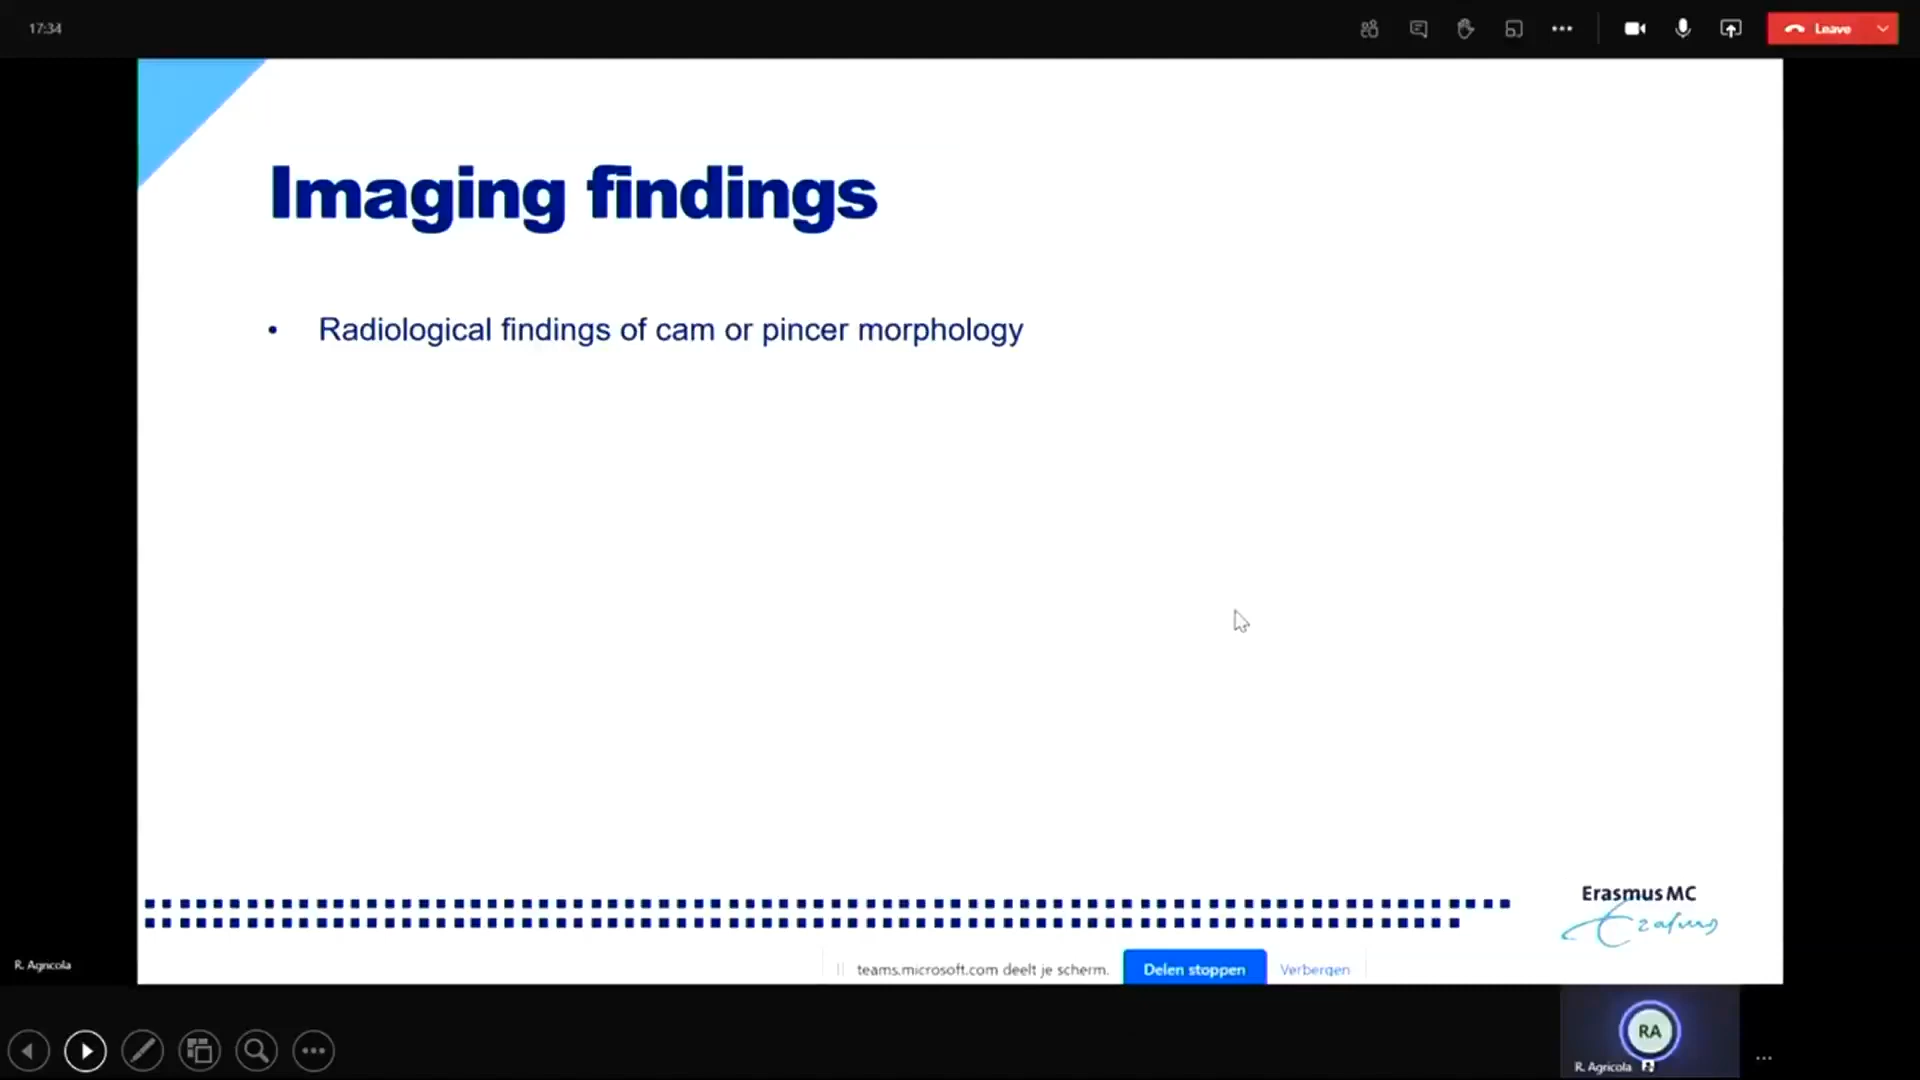 17:34
Leave
Imaging findings
• Radiological findings of cam or pincer morphology
Erasmus MC
Erasmus
R. Agricola
teams.microsoft.com deelt je scherm.
Delen stoppen
Verbergen
RA
R. Agricola